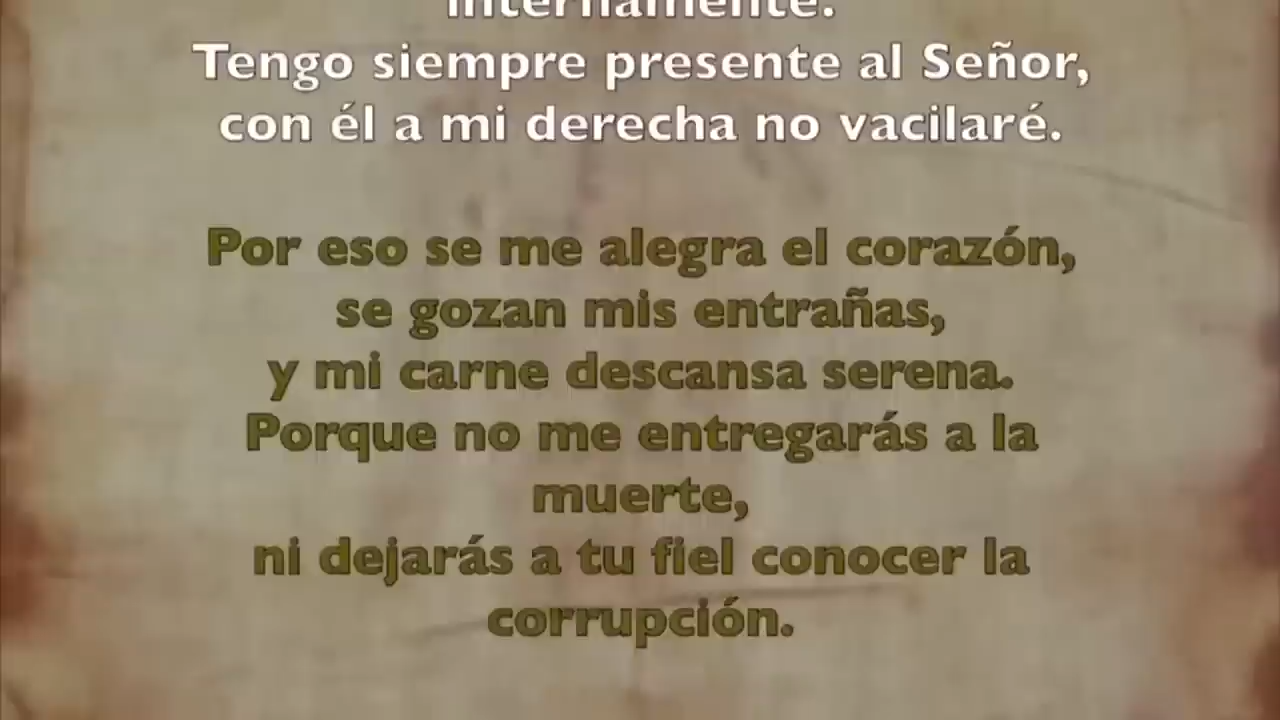 internamente.
Tengo siempre presente al Señor,
con él a mi derecha no vacilaré.
Por eso se me alegra el corazón,
se gozan mis entrañas,
y mi carne descansa serena.
Porque no me entregarás a la
muerte,
ni dejarás a tu fiel conocer la
corrupción.